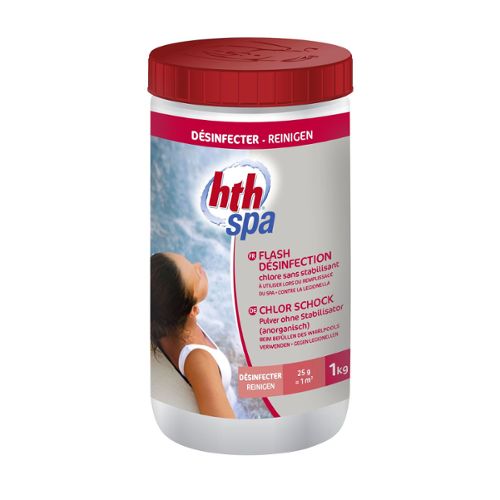 DÉSINFECTER - REINIGEN
hth
spa
FR FLASH
DÉSINFECTION
chlore sans stabilisant
À UTILISER LORS DU REMPLISSAGE
DU SPA • CONTRE LA LEGIONELLA
DE CHLOR SCHOCK
Pulver ohne Stabilisator
(anorganisch)
BEIM BEFÜLLEN DES WHIRLPOOLS
VERWENDEN • GEGEN LEGIONELLEN
DÉSINFECTER
REINIGEN
25 g
= 1 m³
1kg